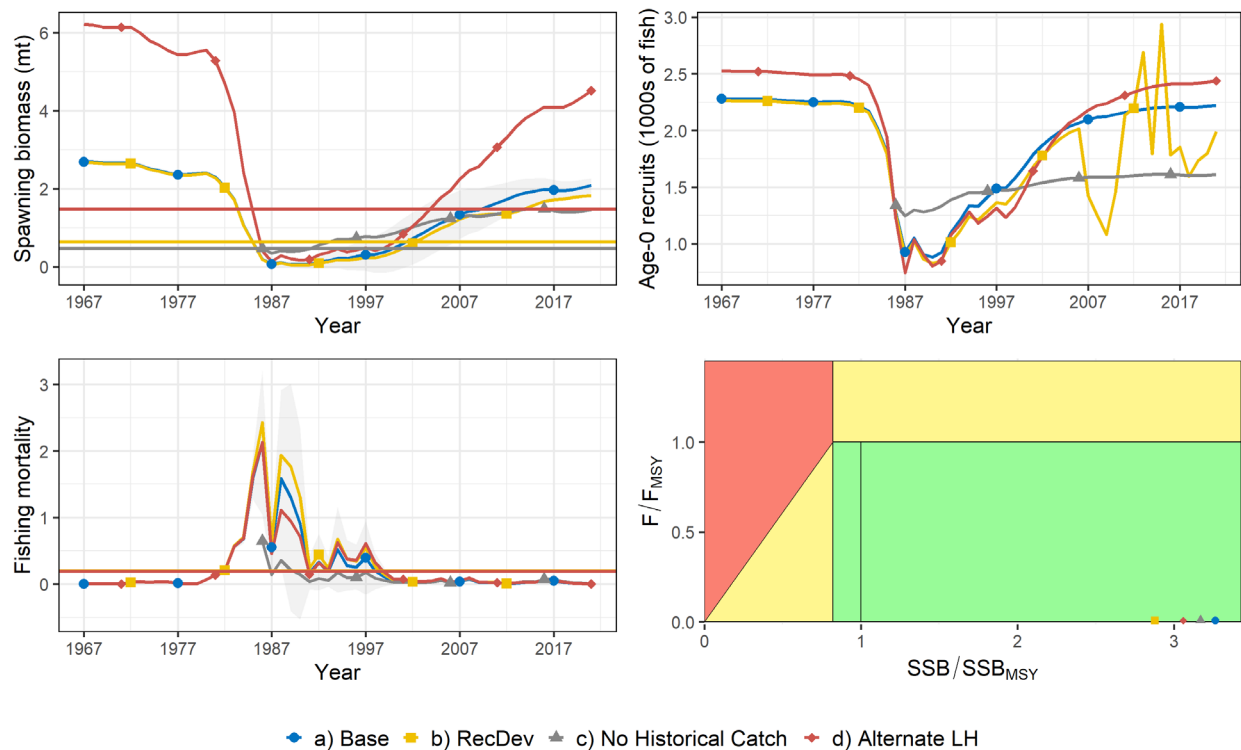 Spawning biomass (mt)
6
4
2
0
1967 1977 1987 1997 2007 2017
Year
Age-0 recruits (1000s of fish)
3.0
2.5
2.0
1.5
1.0
1967 1977 1987 1997 2007 2017
Year
Fishing mortality
3
2
1
0
1967 1977 1987 1997 2007 2017
Year
F/FMSY
1.0
0.5
0.0
0 1 2 3
SSB/SSBMSY
a) Base b) RecDev c) No Historical Catch d) Alternate LH